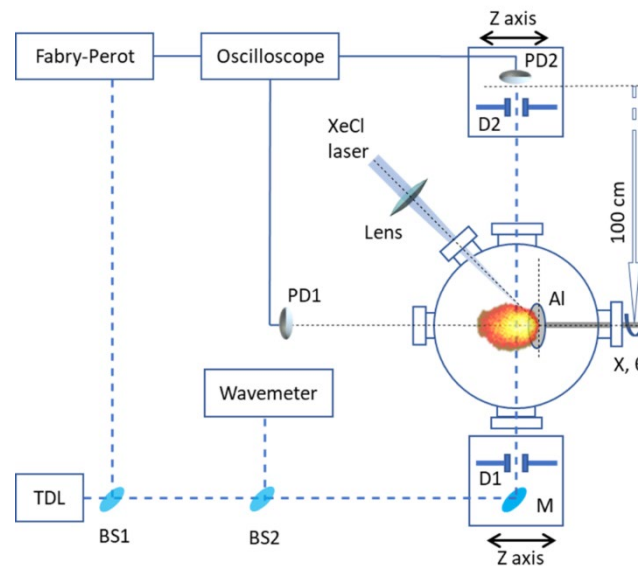 Z axis
Fabry-Perot
Oscilloscope
PD2
D2
XeCl
laser
Lens
100 cm
PD1
Al
X,
Wavemeter
D1
TDL
M
BS1
BS2
Z axis